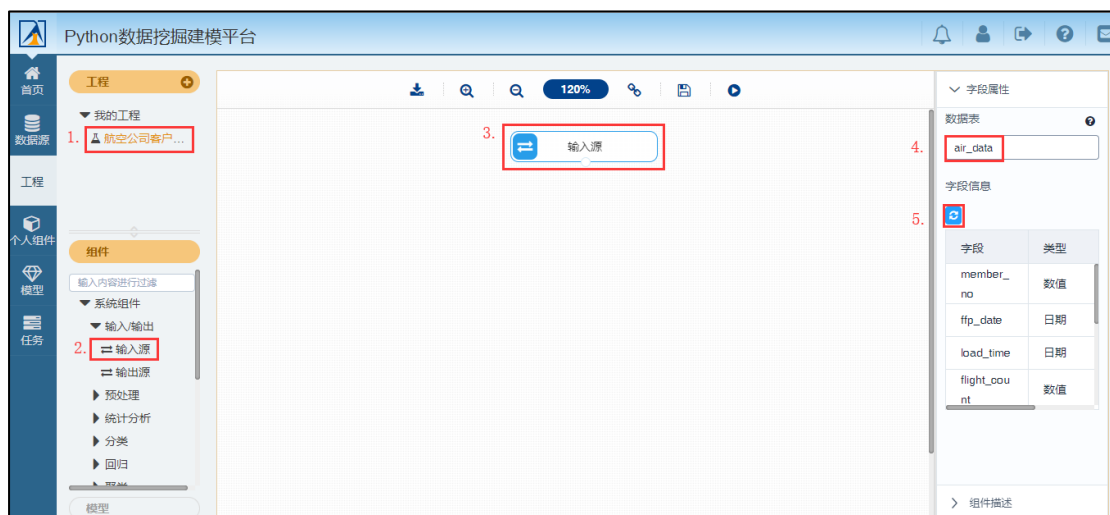 Python数据挖掘建模平台
首页
数据源
工程
个人组件
模型
任务
工程
我的工程
1. 航空公司客户...
组件
输入内容进行过滤
系统组件
输入/输出
2. 输入源
输出源
预处理
统计分析
分类
回归
模型
120%
3. 输入源
字段属性
数据表
4. air_data
字段信息
5.
字段 类型
member_
no 数值
ffp_date 日期
load_time 日期
flight_cou
nt 数值
组件描述